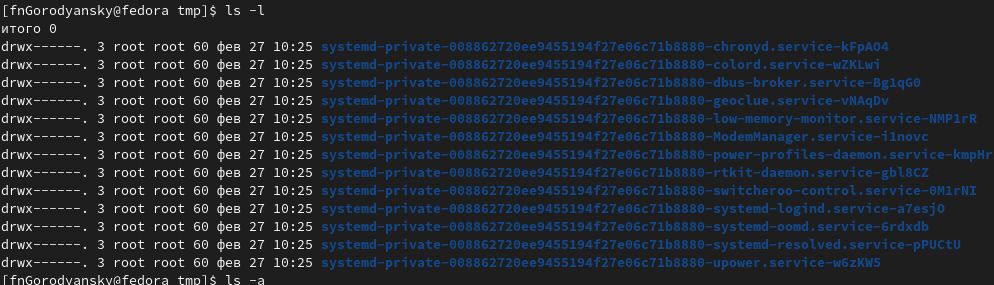 [fnGorodyansky@fedora tmp]$ ls -l
итого 0
drwx------. 3 root root 60 фев 27 10:25 systemd-private-008862720ee9455194f27e06c71b8880-chronyd.service-kFpAO4
drwx------. 3 root root 60 фев 27 10:25 systemd-private-008862720ee9455194f27e06c71b8880-colord.service-wZKLwi
drwx------. 3 root root 60 фев 27 10:25 systemd-private-008862720ee9455194f27e06c71b8880-dbus-broker.service-Bg1qG0
drwx------. 3 root root 60 фев 27 10:25 systemd-private-008862720ee9455194f27e06c71b8880-geoclue.service-vNAqDv
drwx------. 3 root root 60 фев 27 10:25 systemd-private-008862720ee9455194f27e06c71b8880-low-memory-monitor.service-NMP1rR
drwx------. 3 root root 60 фев 27 10:25 systemd-private-008862720ee9455194f27e06c71b8880-ModemManager.service-i1novc
drwx------. 3 root root 60 фев 27 10:25 systemd-private-008862720ee9455194f27e06c71b8880-power-profiles-daemon.service-kmpHr
drwx------. 3 root root 60 фев 27 10:25 systemd-private-008862720ee9455194f27e06c71b8880-rtkit-daemon.service-gbl8CZ
drwx------. 3 root root 60 фев 27 10:25 systemd-private-008862720ee9455194f27e06c71b8880-switcheroo-control.service-0M1rNI
drwx------. 3 root root 60 фев 27 10:25 systemd-private-008862720ee9455194f27e06c71b8880-systemd-logind.service-a7esjO
drwx------. 3 root root 60 фев 27 10:25 systemd-private-008862720ee9455194f27e06c71b8880-systemd-oomd.service-6rdxdb
drwx------. 3 root root 60 фев 27 10:25 systemd-private-008862720ee9455194f27e06c71b8880-systemd-resolved.service-pPUCtU
drwx------. 3 root root 60 фев 27 10:25 systemd-private-008862720ee9455194f27e06c71b8880-upower.service-w6zKW5
[fnGorodyansky@fedora tmp]$ ls -a